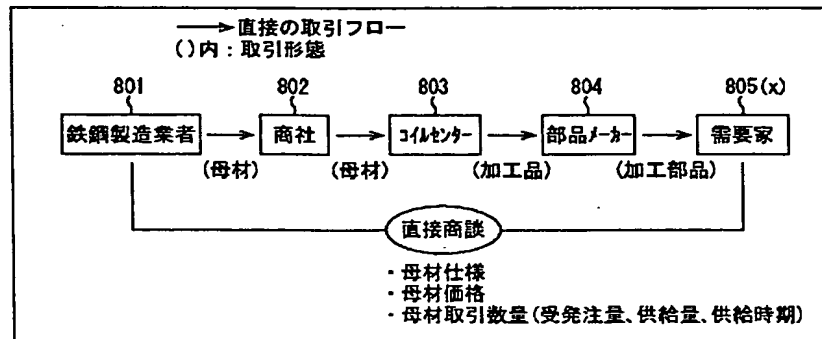 →直接の取引フロー
()内:取引形態
801 802 803 804 805(x)
鉄鋼製造業者 商社 コイルセンター 部品メーカー 需要家
(母材) (母材) (加工品) (加工部品)
直接商談
・母材仕様
・母材価格
・母材取引数量(受発注量、供給量、供給時期)